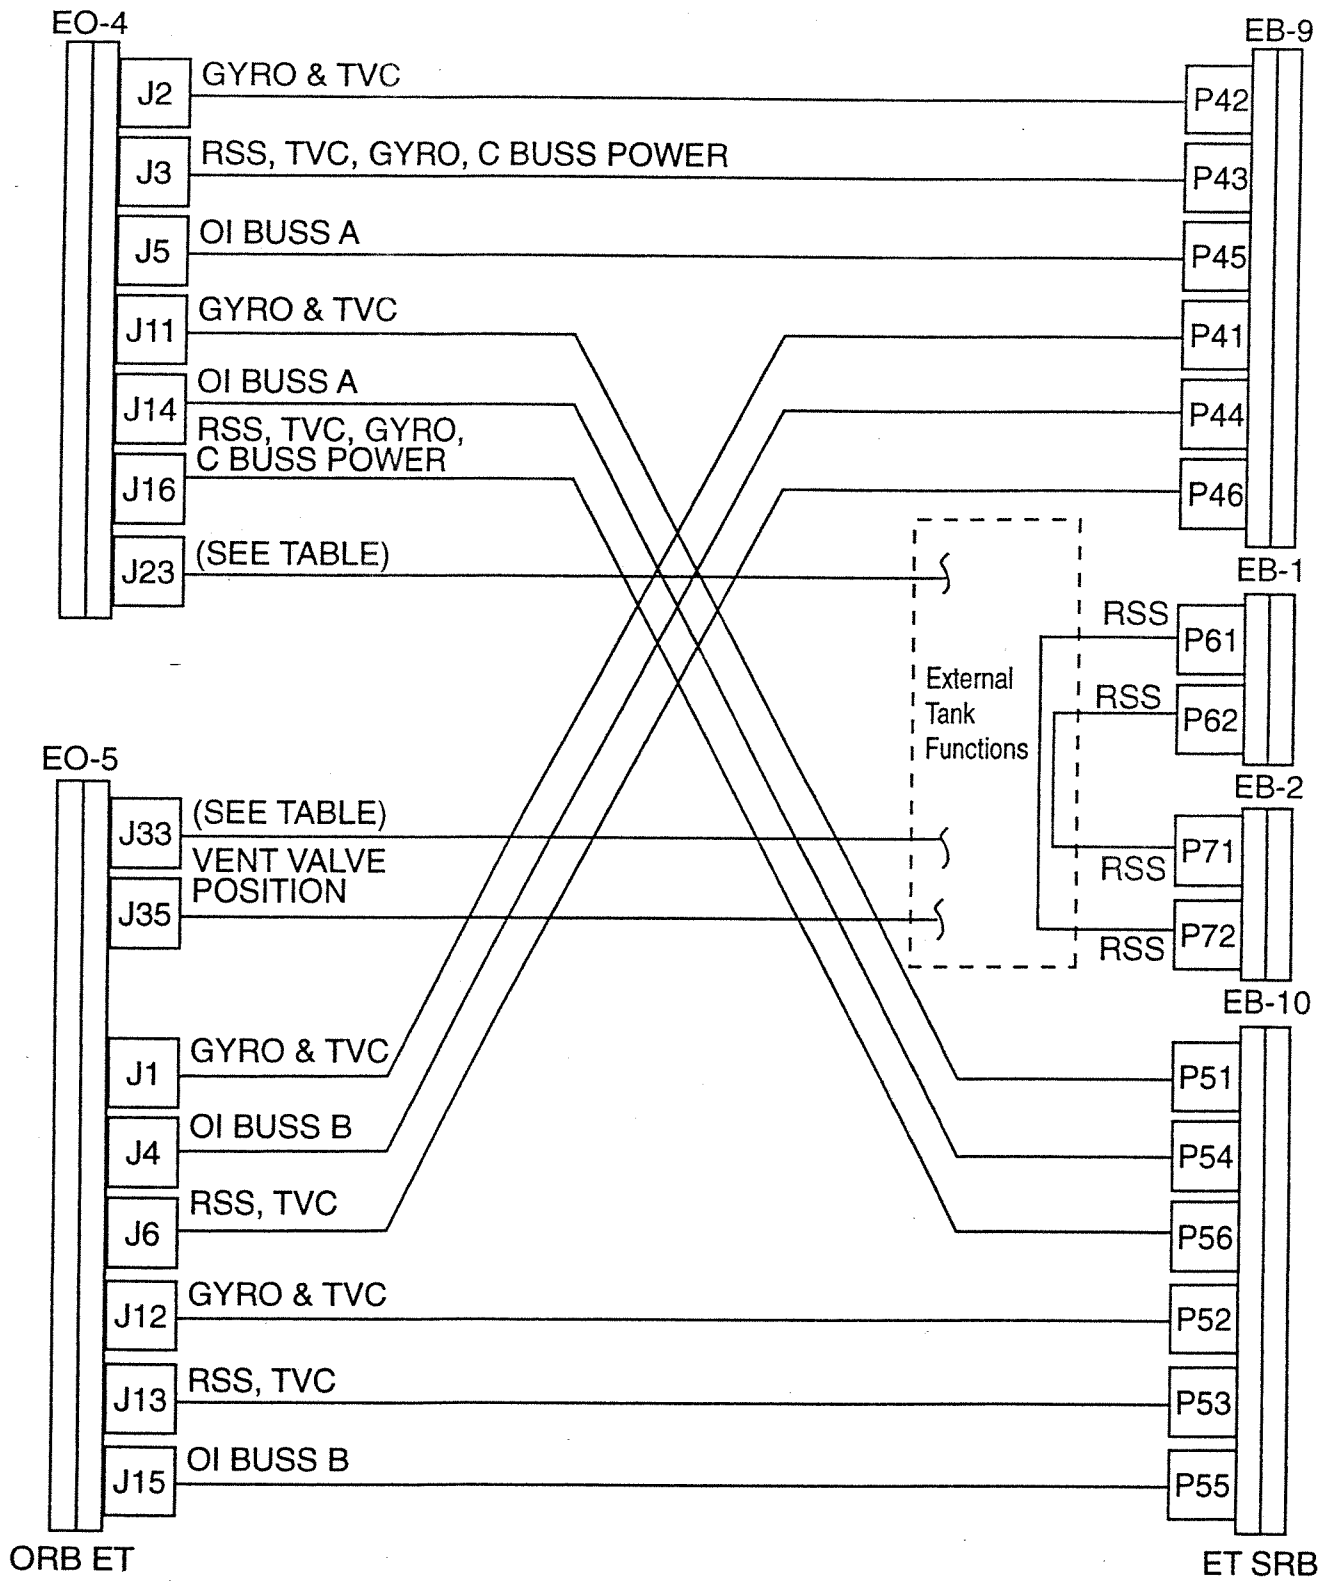 EO-4
EB-9
J2
GYRO & TVC
P42
J3
RSS, TVC, GYRO, C BUSS POWER
P43
J5
OI BUSS A
P45
J11
GYRO & TVC
P41
J14
OI BUSS A
P44
J16
RSS, TVC, GYRO,
C BUSS POWER
P46
J23
(SEE TABLE)
EB-1
RSS
P61
RSS
P62
External
Tank
Functions
EO-5
EB-2
J33
(SEE TABLE)
P71
RSS
J35
VENT VALVE
POSITION
P72
RSS
EB-10
J1
GYRO & TVC
P51
J4
OI BUSS B
P54
J6
RSS, TVC
P56
J12
GYRO & TVC
P52
J13
RSS, TVC
P53
J15
OI BUSS B
P55
ORB ET
ET SRB